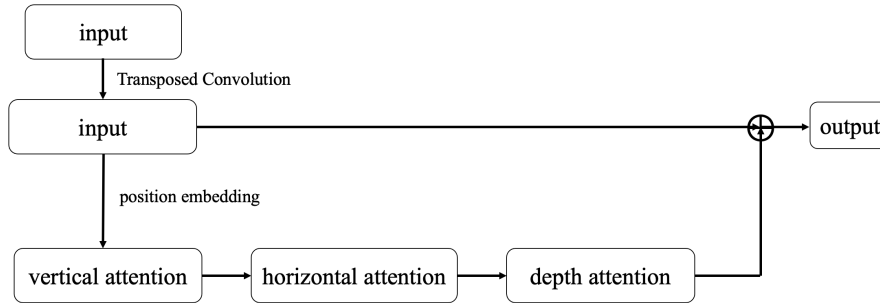 input
Transposed Convolution
input
output
position embedding
vertical attention
horizontal attention
depth attention